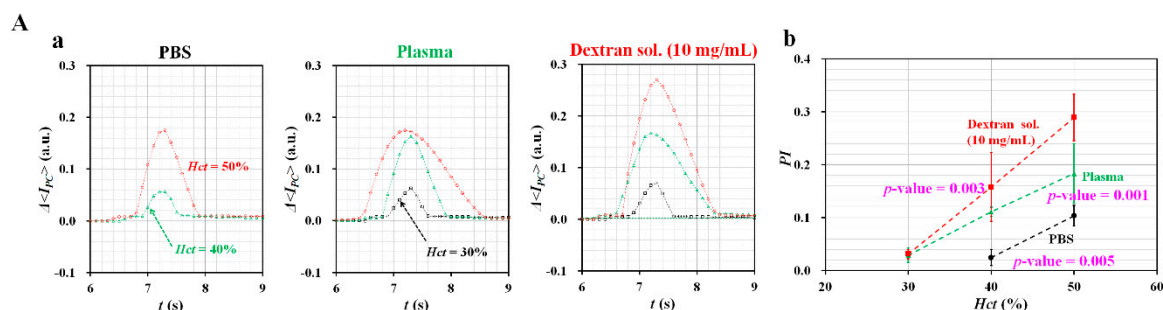 A
a
PBS
Δ<I_PC> (a.u.)
0.3
0.2
0.1
0.0
-0.1
Hct = 50%
Hct = 40%
6 7 8 9
t (s)
Plasma
Δ<I_PC> (a.u.)
0.3
0.2
0.1
0.0
-0.1
Hct = 30%
6 7 8 9
t (s)
Dextran sol. (10 mg/mL)
Δ<I_PC> (a.u.)
0.3
0.2
0.1
0.0
-0.1
6 7 8 9
t (s)
b
PI
0.4
0.3
0.2
0.1
0.0
Dextran sol.
(10 mg/mL)
p-value = 0.003
Plasma
p-value = 0.001
PBS
p-value = 0.005
20 30 40 50 60
Hct (%)